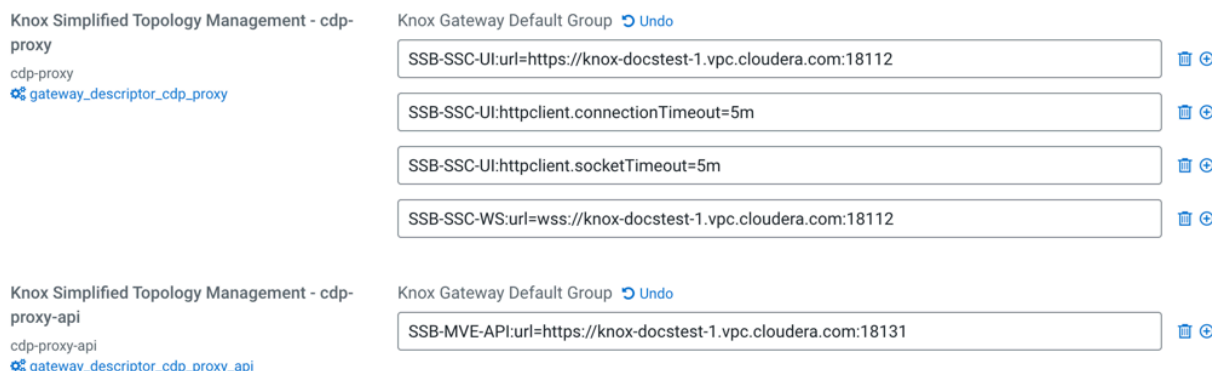 Knox Simplified Topology Management - cdp-
proxy
cdp-proxy
gateway_descriptor_cdp_proxy
Knox Gateway Default Group Undo
SSB-SSC-UI:url=https://knox-docstest-1.vpc.cloudera.com:18112
SSB-SSC-UI:httpclient.connectionTimeout=5m
SSB-SSC-UI:httpclient.socketTimeout=5m
SSB-SSC-WS:url=wss://knox-docstest-1.vpc.cloudera.com:18112
Knox Simplified Topology Management - cdp-
proxy-api
cdp-proxy-api
gateway_descriptor_cdp_proxy_api
Knox Gateway Default Group Undo
SSB-MVE-API:url=https://knox-docstest-1.vpc.cloudera.com:18131